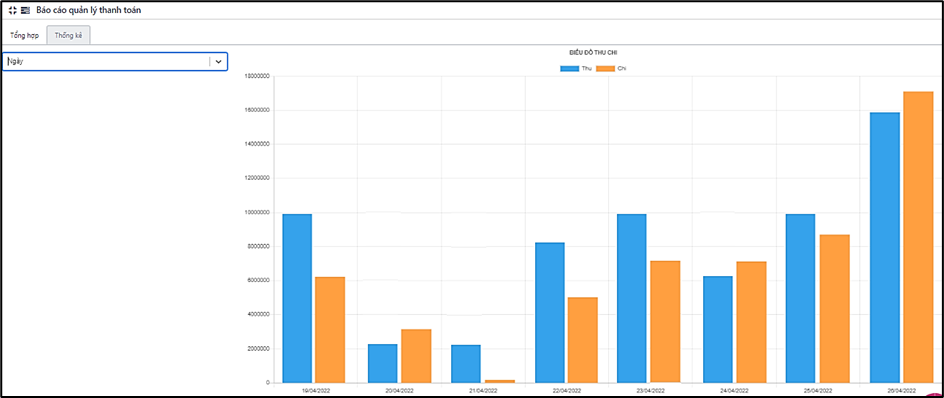 Báo cáo quản lý thanh toán
Tổng hợp Thống kê
Ngày
BIỂU ĐỒ THU CHI
Thu Chi
18000000
16000000
14000000
12000000
10000000
8000000
6000000
4000000
2000000
0
19/04/2022 20/04/2022 21/04/2022 22/04/2022 23/04/2022 24/04/2022 25/04/2022 26/04/2022